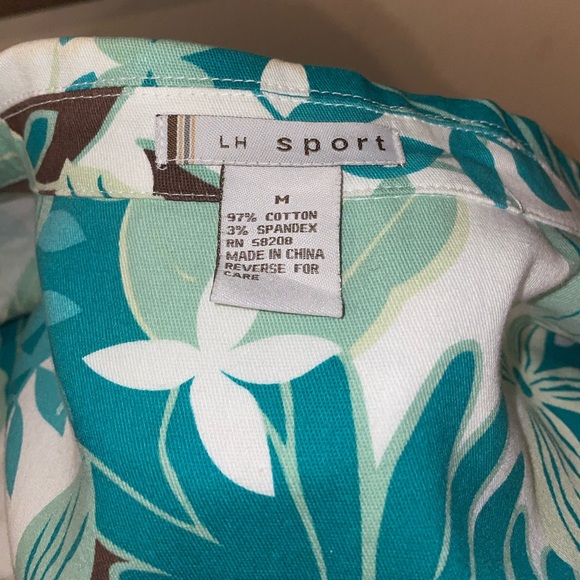 LH sport
M
97% COTTON
3% SPANDEX
RN 58208
MADE IN CHINA
REVERSE FOR
CARE